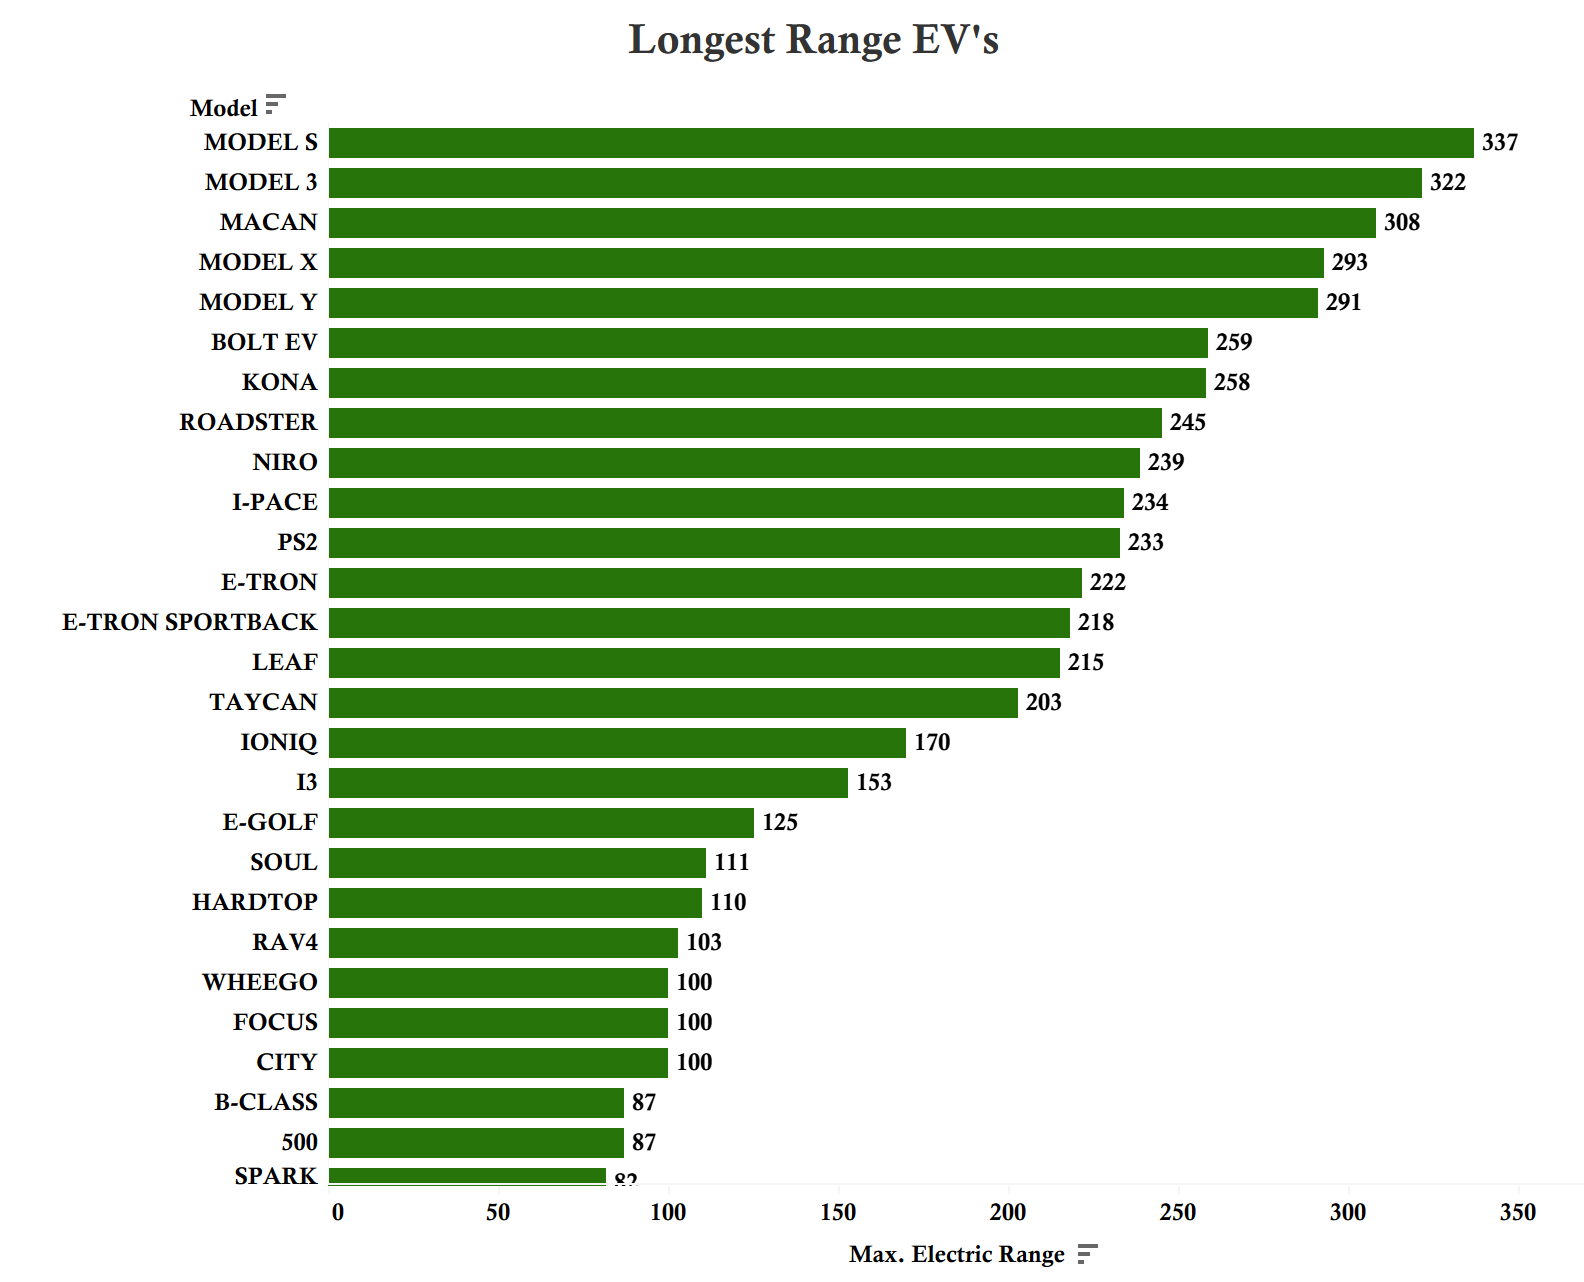 Longest Range EV's
Model
MODEL S 337
MODEL 3 322
MACAN 308
MODEL X 293
MODEL Y 291
BOLT EV 259
KONA 258
ROADSTER 245
NIRO 239
I-PACE 234
PS2 233
E-TRON 222
E-TRON SPORTBACK 218
LEAF 215
TAYCAN 203
IONIQ 170
I3 153
E-GOLF 125
SOUL 111
HARDTOP 110
RAV4 103
WHEEGO 100
FOCUS 100
CITY 100
B-CLASS 87
500 87
SPARK 82
0 50 100 150 200 250 300 350
Max. Electric Range